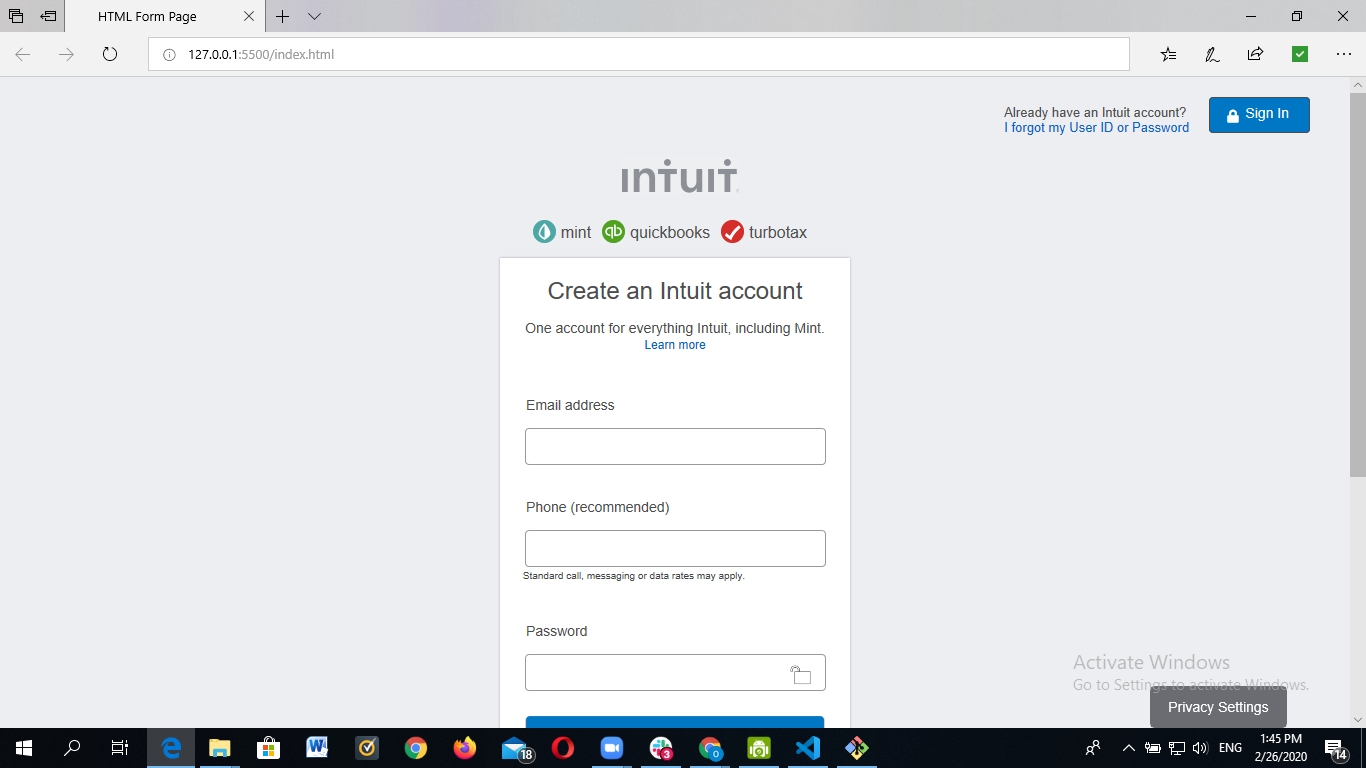 HTML Form Page
127.0.0.1:5500/index.html
Already have an Intuit account?
I forgot my User ID or Password
Sign In
intuit
mint quickbooks turbotax
Create an Intuit account
One account for everything Intuit, including Mint.
Learn more
Email address
Phone (recommended)
Standard call, messaging or data rates may apply.
Password
Activate Windows
Go to Settings to activate Windows.
Privacy Settings
18
3
ENG
1:45 PM
2/26/2020
14